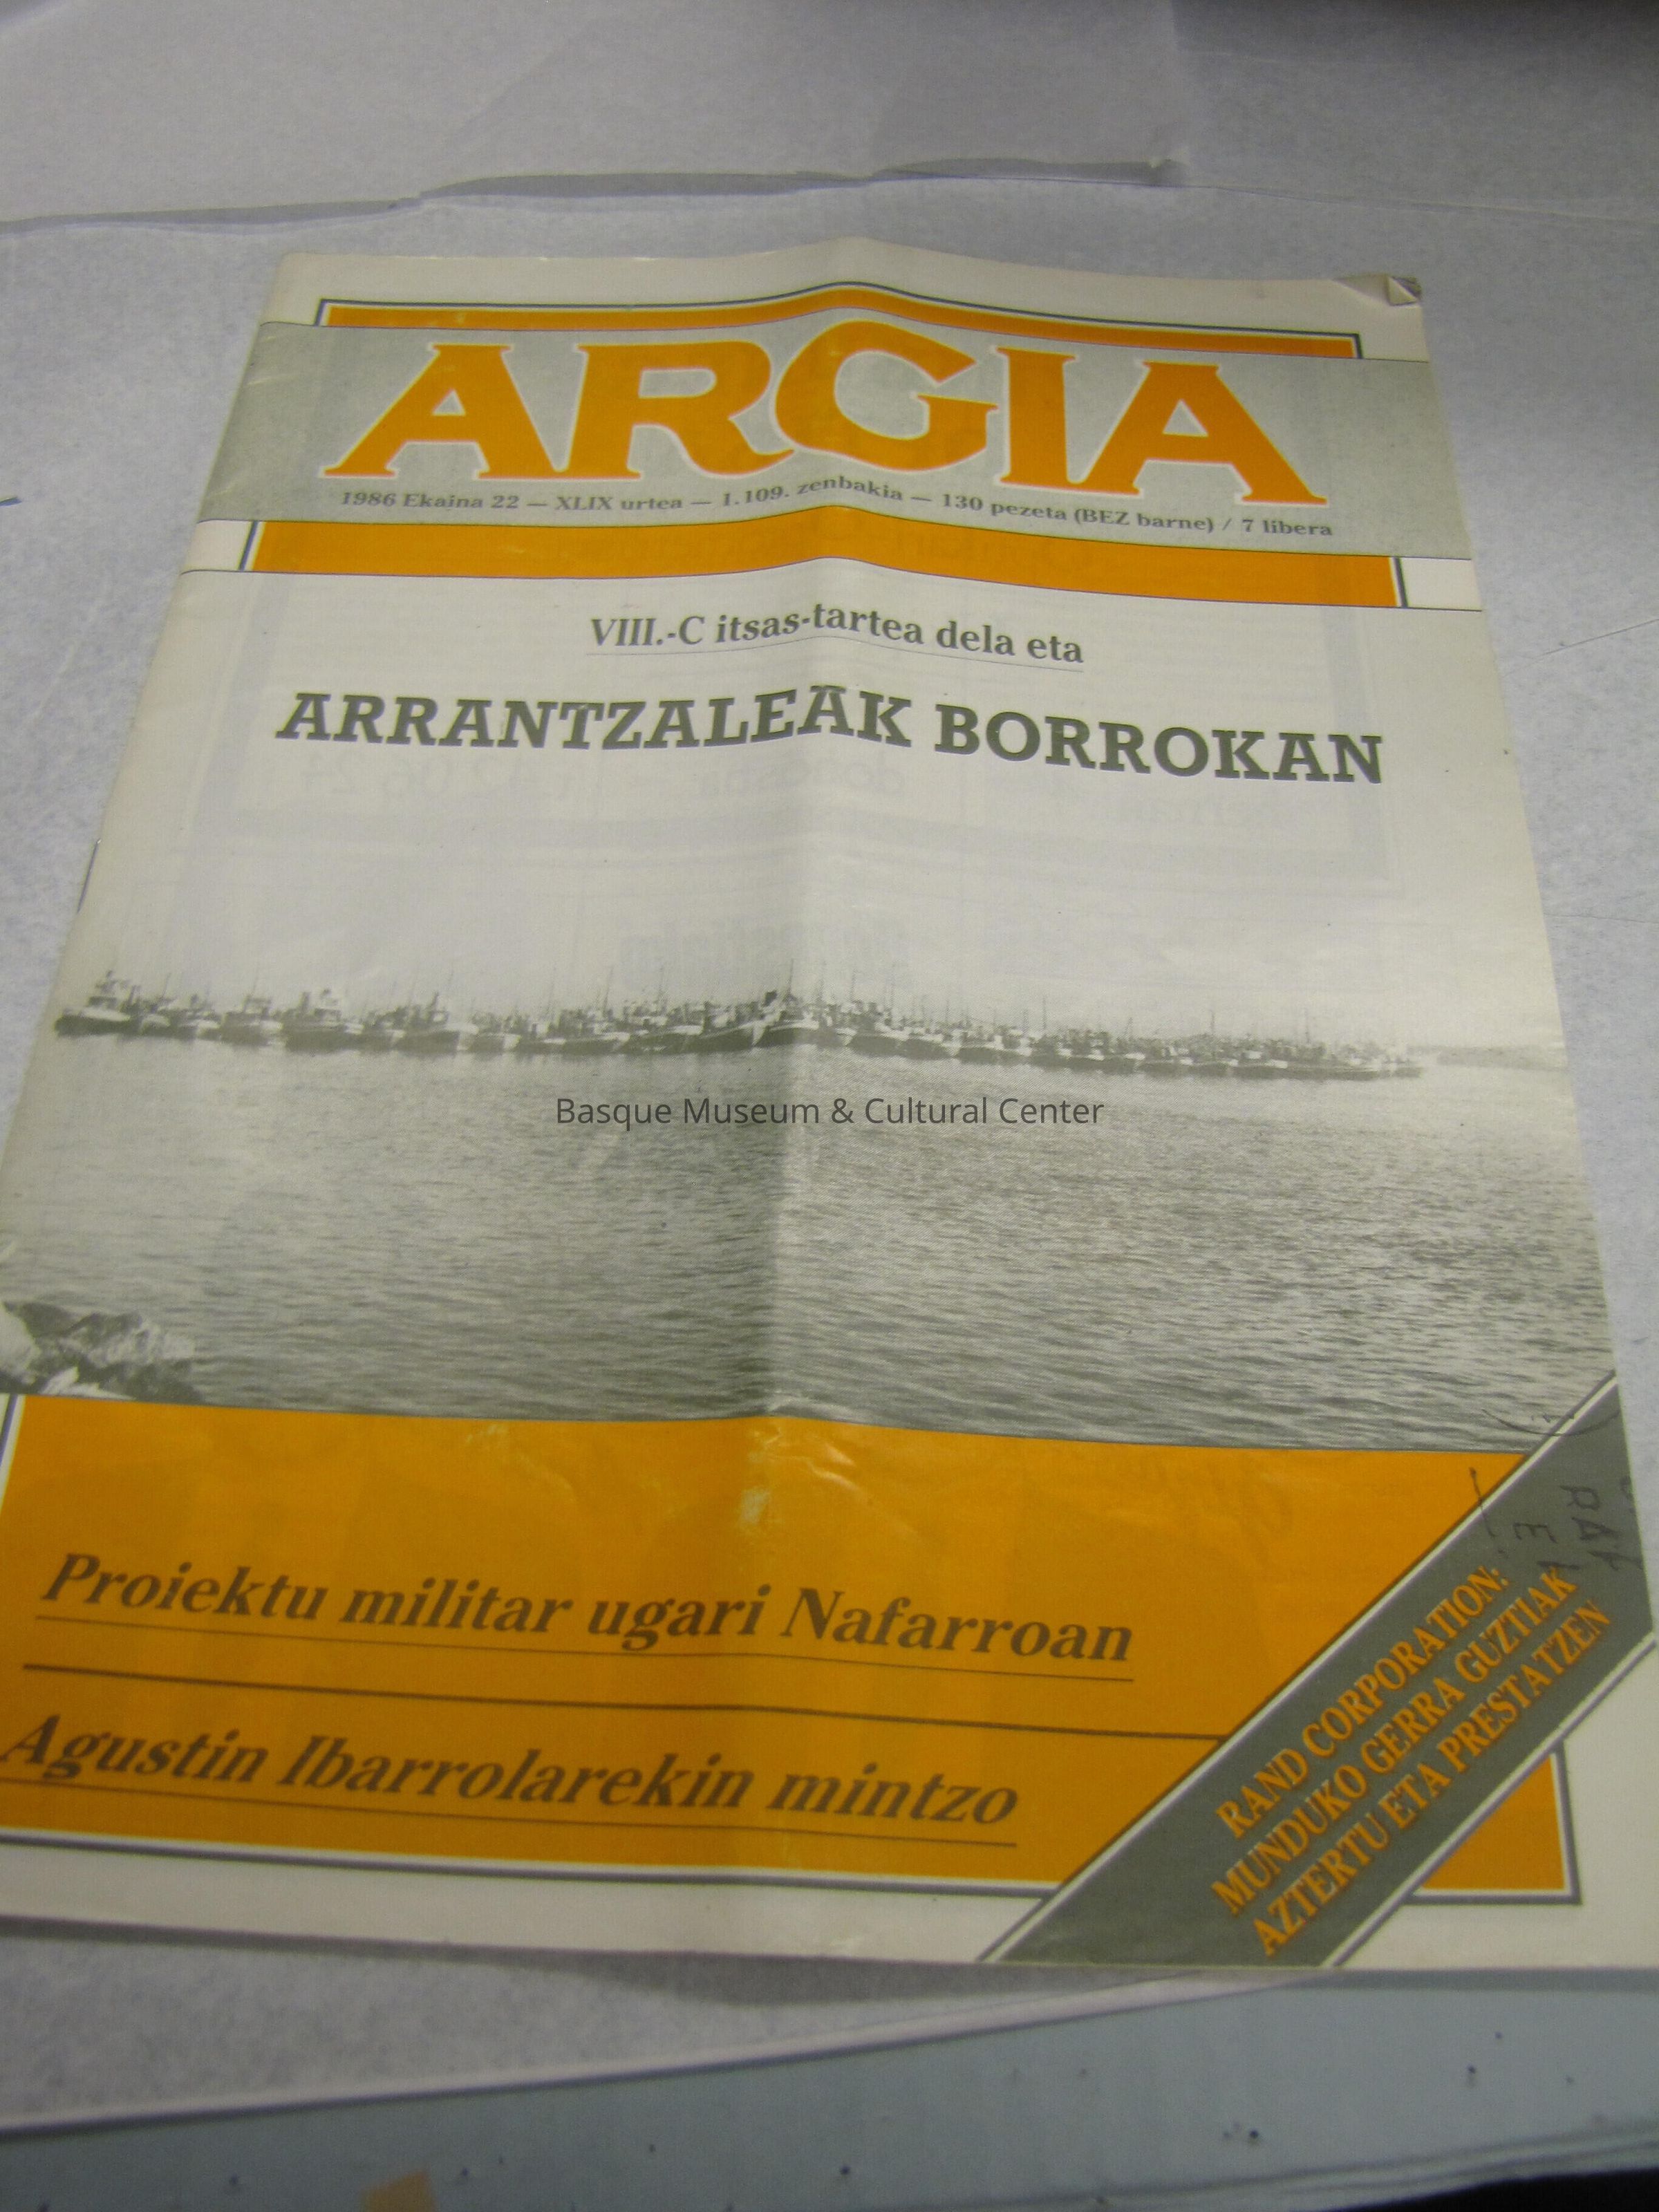 ARGIA
1986 Ekaina 22 — XLIX urtea — 1.109. zenbakia — 130 pezeta (BEZ barne) / 7 libera
VIII.-C itsas-tartea dela eta
ARRANTZALEAK BORROKAN
Basque Museum & Cultural Center
Proiektu militar ugari Nafarroan
Agustin Ibarrolarekin mintzo
RAND CORPORATION:
MUNDUKO GERRA GUZTIAK
AZTERTU ETA PRESTATZEN